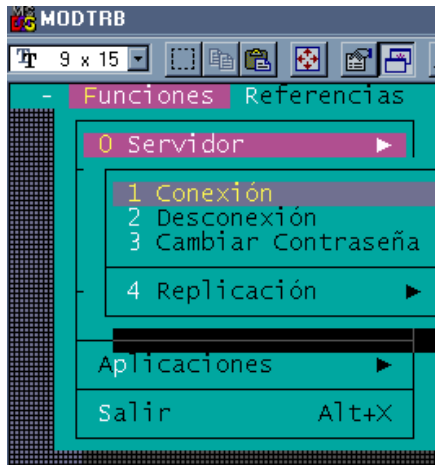 MODTRB
9 x 15
- Funciones Referencias
0 Servidor
1 Conexión
2 Desconexión
3 Cambiar Contraseña
4 Replicación
Aplicaciones
Salir Alt+X